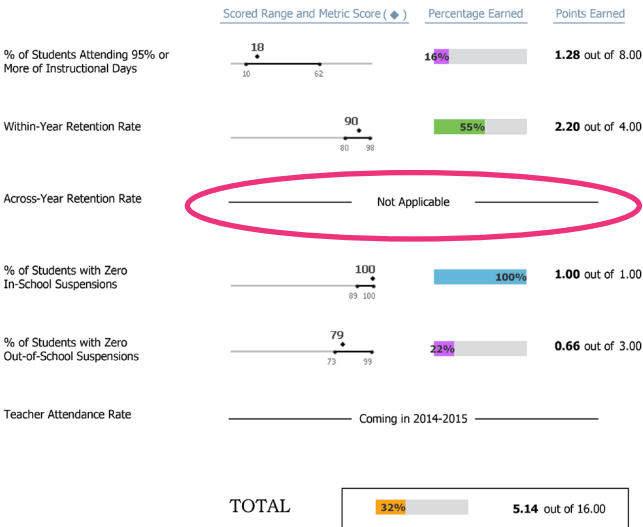 Scored Range and Metric Score (◆) Percentage Earned Points Earned
% of Students Attending 95% or
More of Instructional Days
18
10 62
16%
1.28 out of 8.00
Within-Year Retention Rate
90
80 98
55%
2.20 out of 4.00
Across-Year Retention Rate
Not Applicable
% of Students with Zero
In-School Suspensions
100
89 100
100%
1.00 out of 1.00
% of Students with Zero
Out-of-School Suspensions
79
73 99
22%
0.66 out of 3.00
Teacher Attendance Rate
Coming in 2014-2015
TOTAL
32%
5.14 out of 16.00